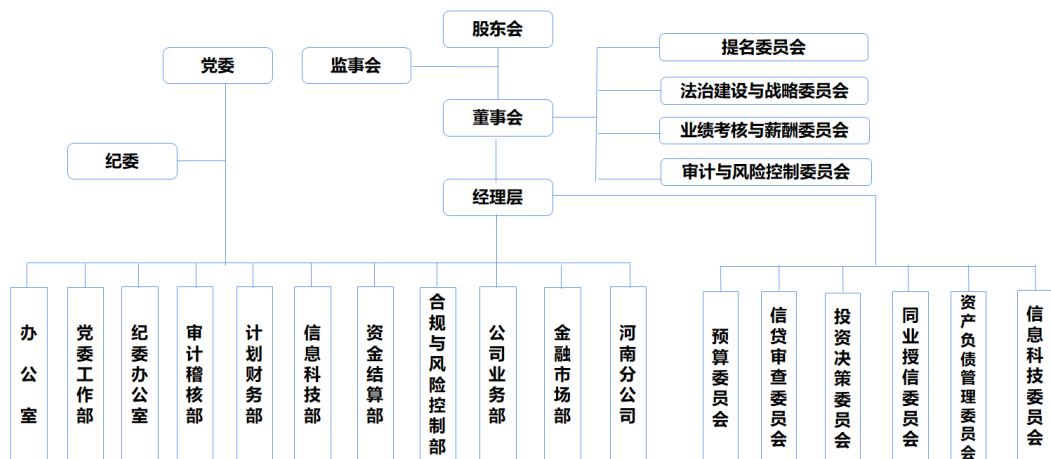 股东会
党委
监事会
提名委员会
法治建设与战略委员会
董事会
业绩考核与薪酬委员会
纪委
审计与风险控制委员会
经理层
办公室
党委工作部
纪委办公室
审计稽核部
计划财务部
信息科技部
资金结算部
合规与风险控制部
公司业务部
金融市场部
河南分公司
预算委员会
信贷审查委员会
投资决策委员会
同业授信委员会
资产负债管理委员会
信息科技委员会